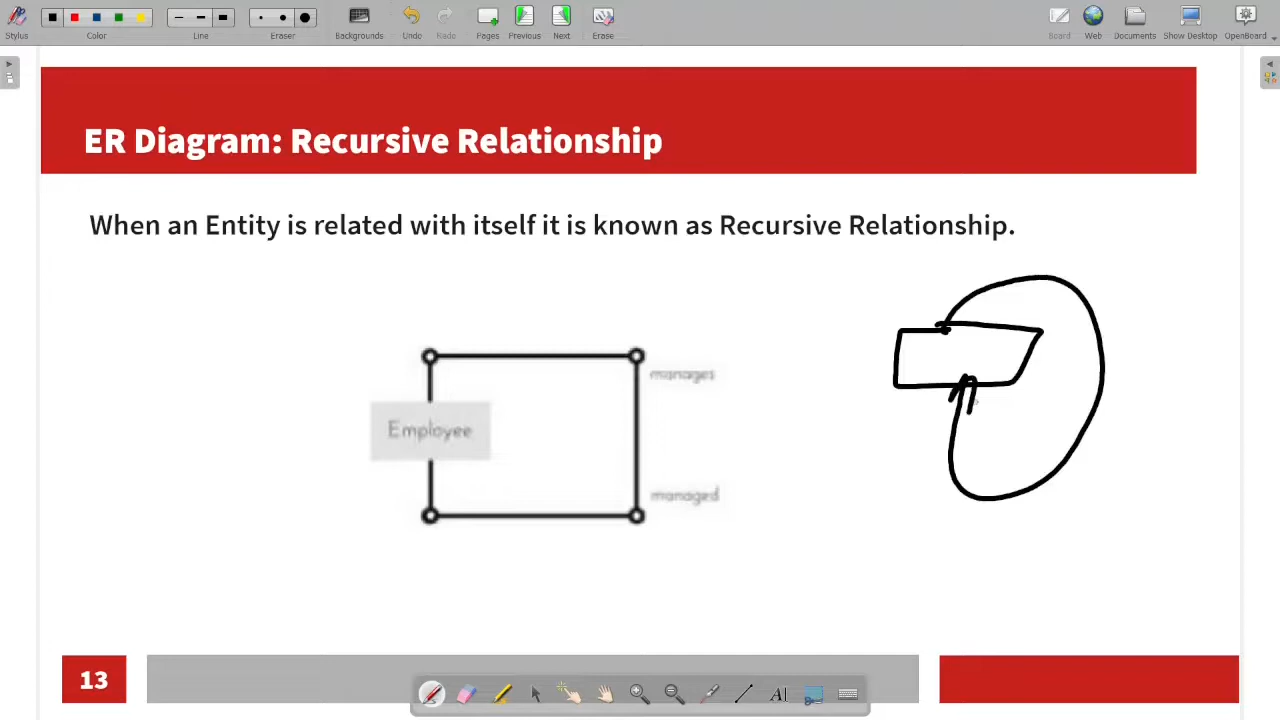 Stylus
Color
Line
Eraser
Backgrounds
Undo
Redo
Pages
Previous
Next
Erase
Board
Web
Documents
Show Desktop
OpenBoard
ER Diagram: Recursive Relationship
When an Entity is related with itself it is known as Recursive Relationship.
manages
Employee
managed
13
AI